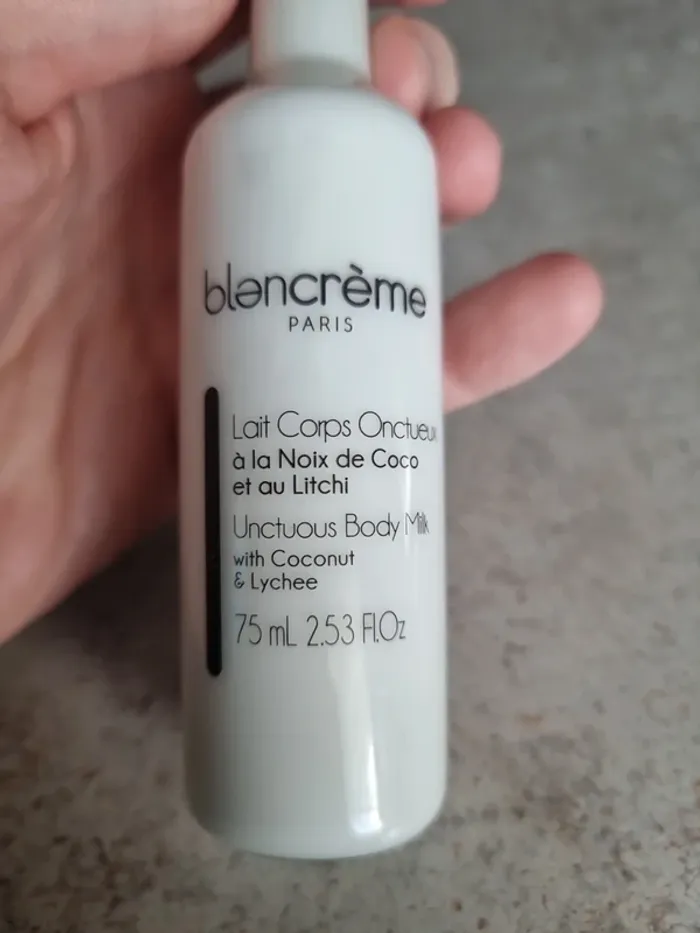 blancrème
PARIS
Lait Corps Onctueux
à la Noix de Coco
et au Litchi
Unctuous Body Milk
with Coconut
& Lychee
75 mL 2.53 Fl.Oz